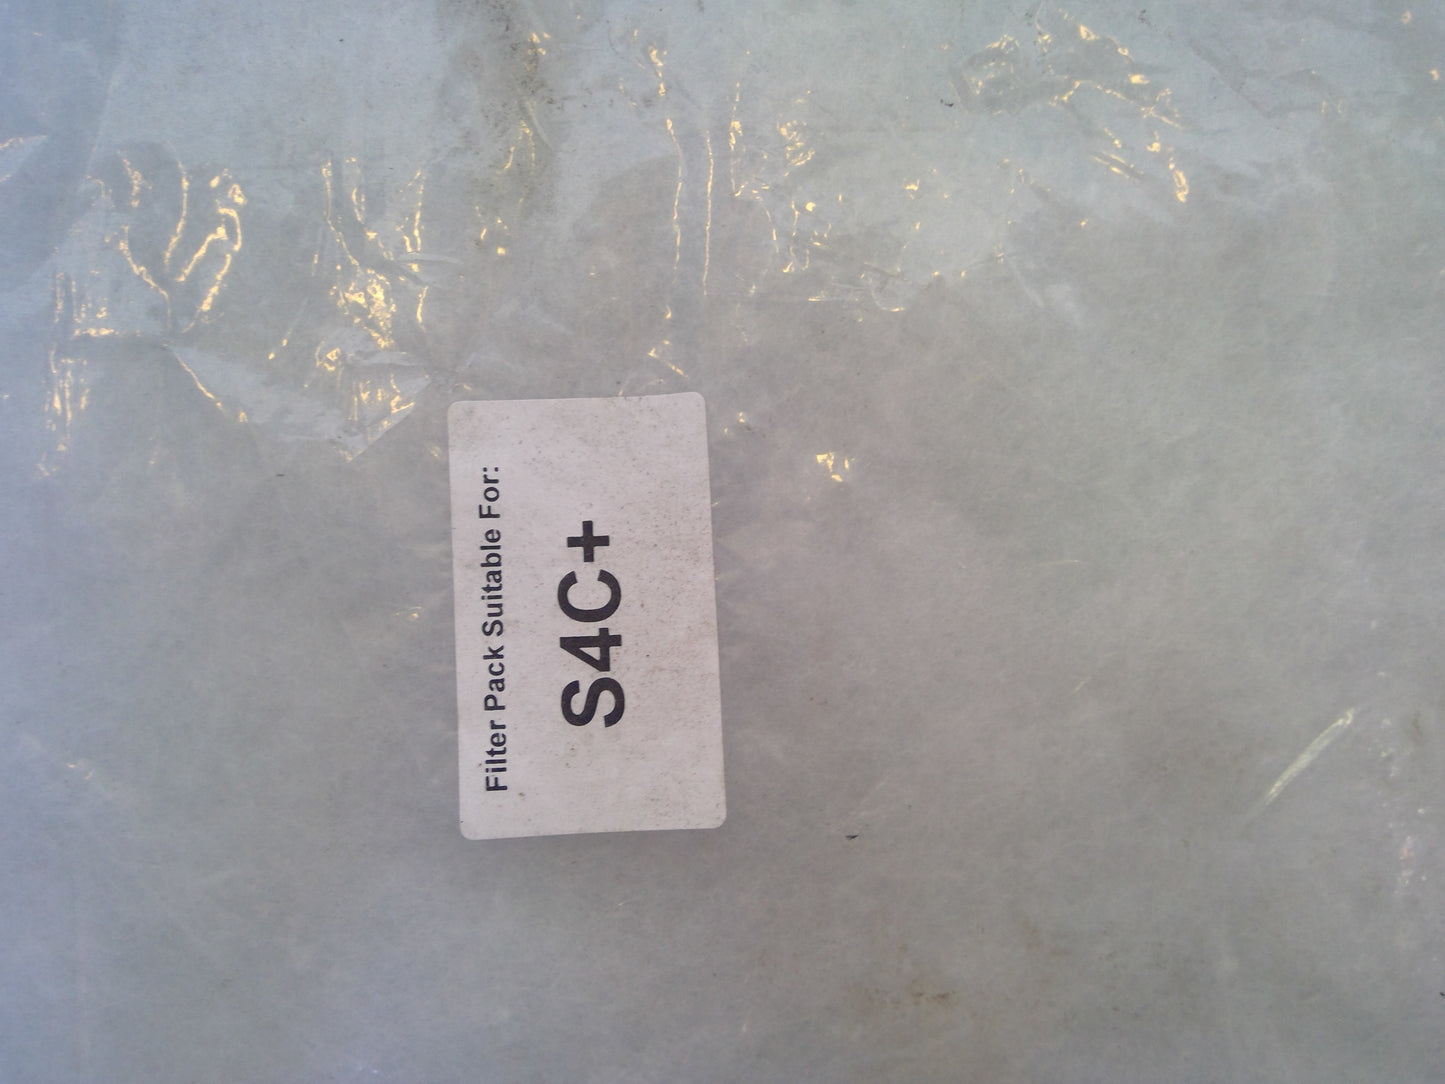 Filter Pack Suitable For:
S4C+